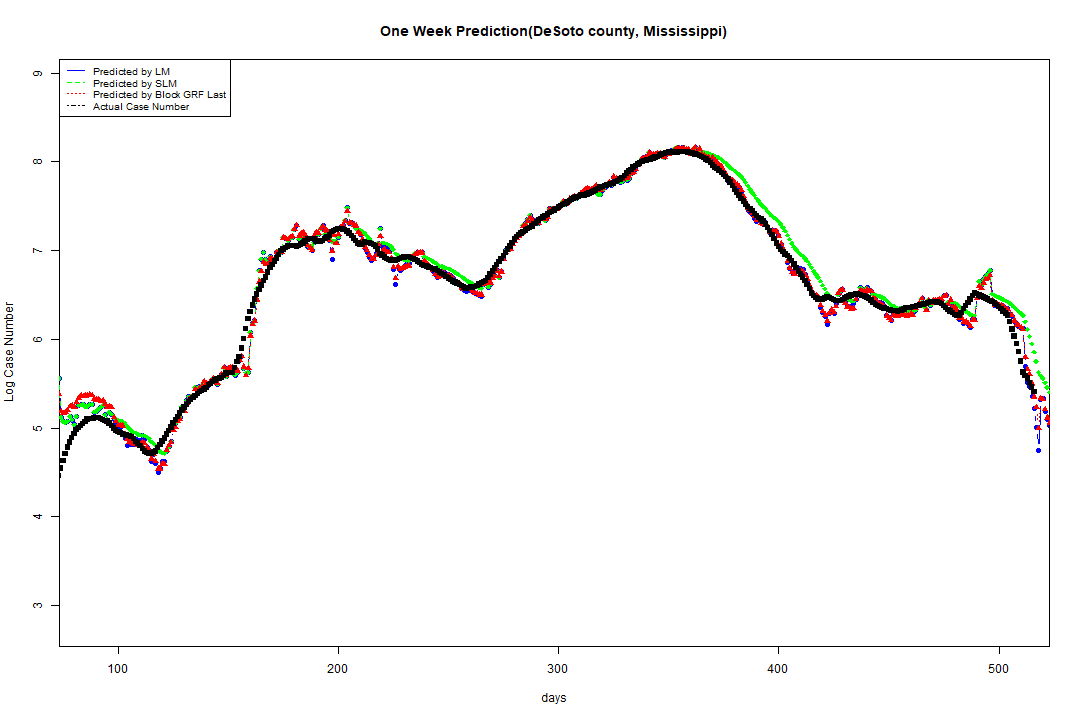 One Week Prediction(DeSoto county, Mississippi)
Predicted by LM
Predicted by SLM
Predicted by Block GRF Last
Actual Case Number
Log Case Number
9
8
7
6
5
4
3
100 200 300 400 500
days